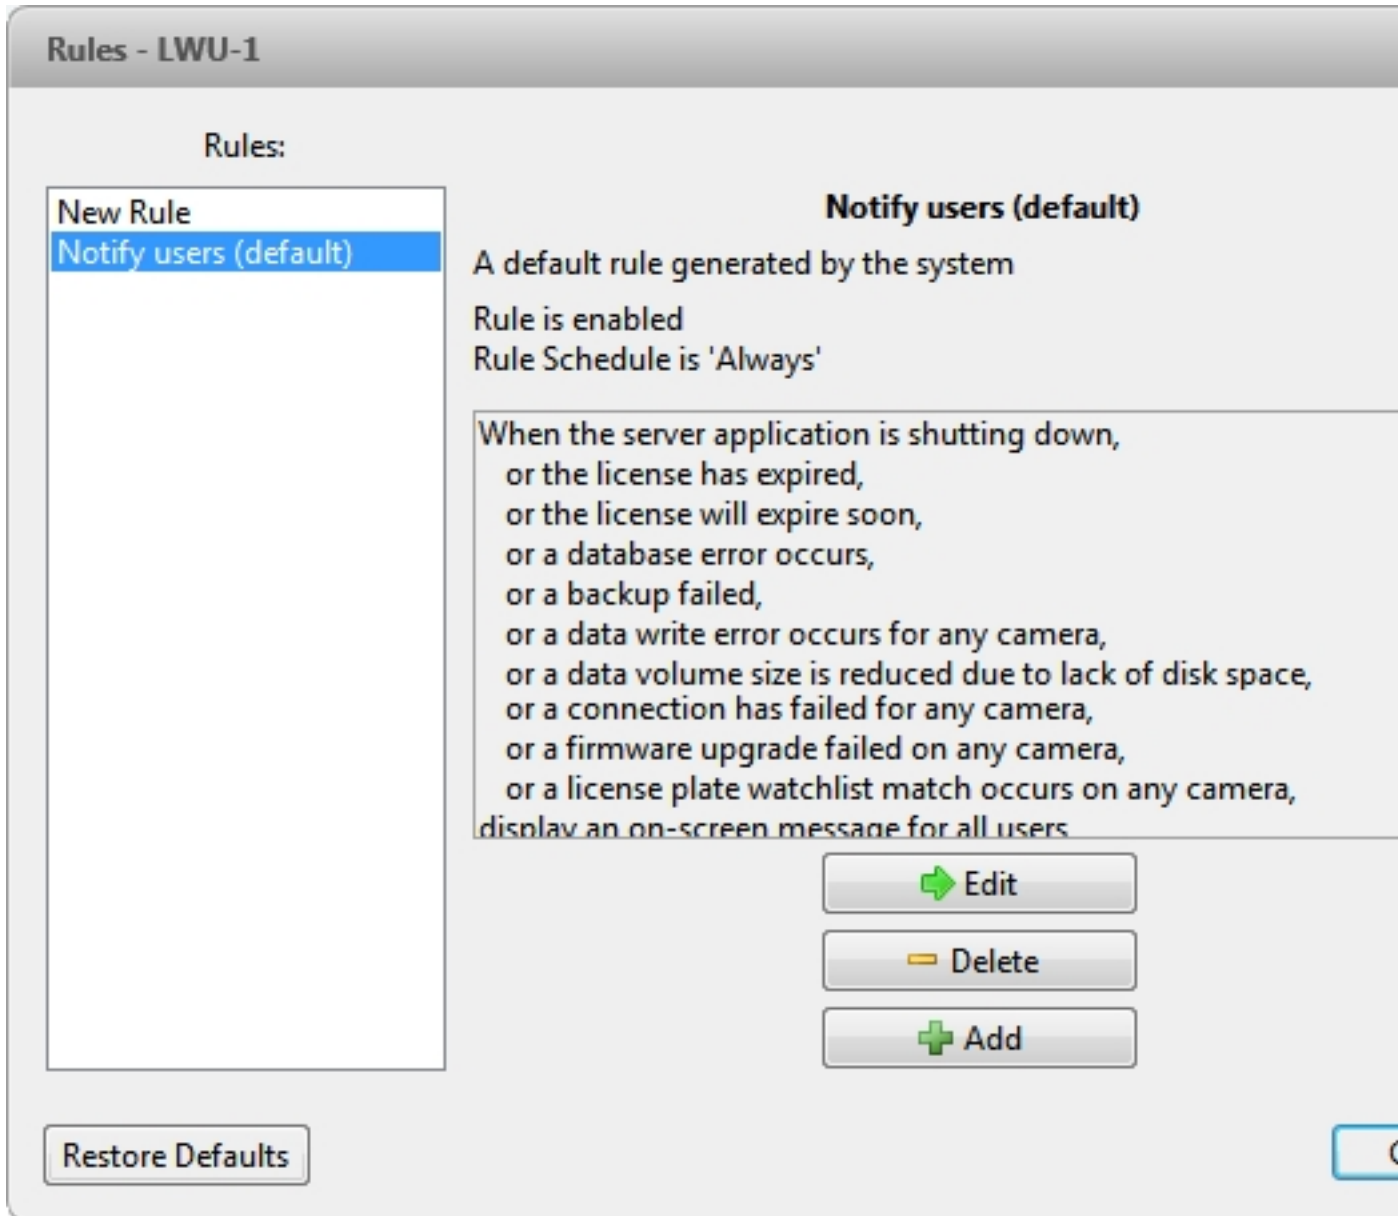 Rules - LWU-1
Rules:
New Rule
Notify users (default)
Notify users (default)
A default rule generated by the system
Rule is enabled
Rule Schedule is 'Always'
When the server application is shutting down,
or the license has expired,
or the license will expire soon,
or a database error occurs,
or a backup failed,
or a data write error occurs for any camera,
or a data volume size is reduced due to lack of disk space,
or a connection has failed for any camera,
or a firmware upgrade failed on any camera,
or a license plate watchlist match occurs on any camera,
display an on-screen message for all users
Edit
Delete
Add
Restore Defaults